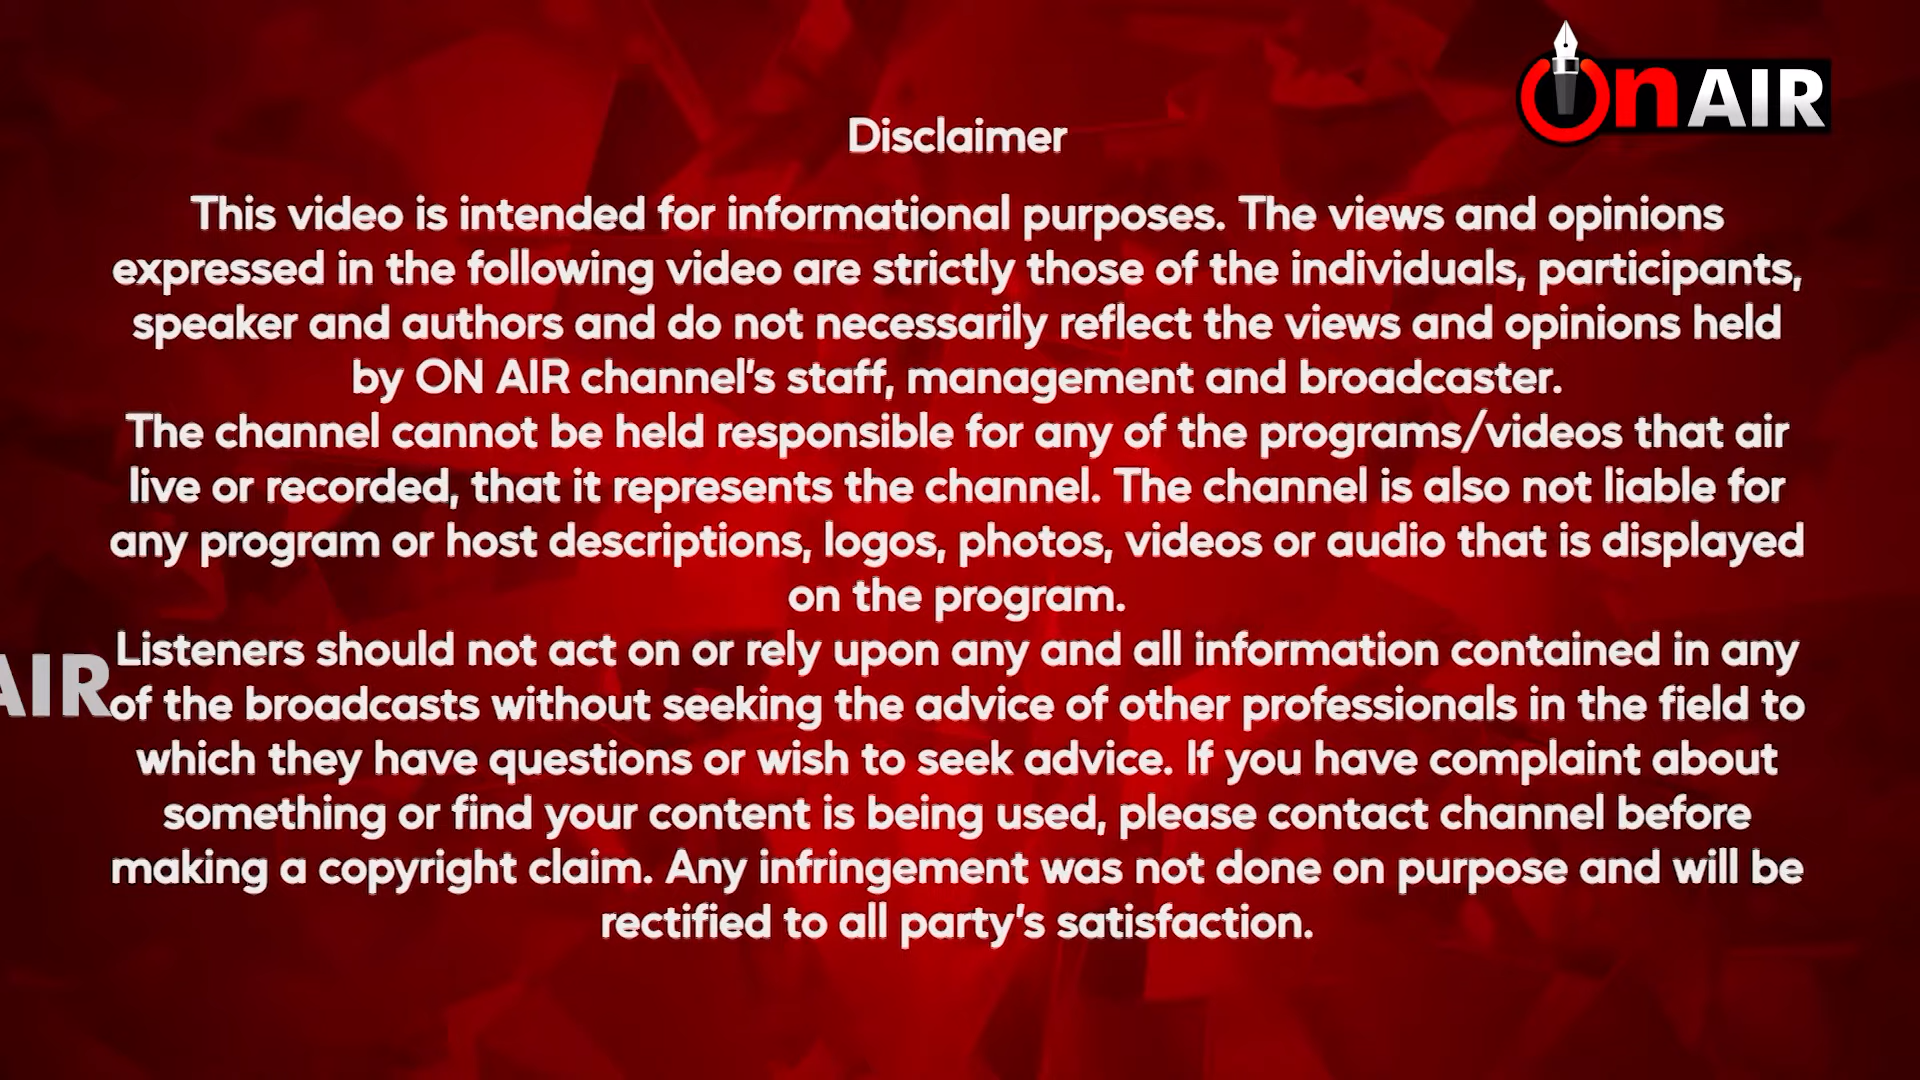 On AIR
Disclaimer
This video is intended for informational purposes. The views and opinions
expressed in the following video are strictly those of the individuals, participants,
speaker and authors and do not necessarily reflect the views and opinions held
by ON AIR channel's staff, management and broadcaster.
The channel cannot be held responsible for any of the programs/videos that air
live or recorded, that it represents the channel. The channel is also not liable for
any program or host descriptions, logos, photos, videos or audio that is displayed
on the program.
Listeners should not act on or rely upon any and all information contained in any
AIR
of the broadcasts without seeking the advice of other professionals in the field to
which they have questions or wish to seek advice. If you have complaint about
something or find your content is being used, please contact channel before
making a copyright claim. Any infringement was not done on purpose and will be
rectified to all party's satisfaction.